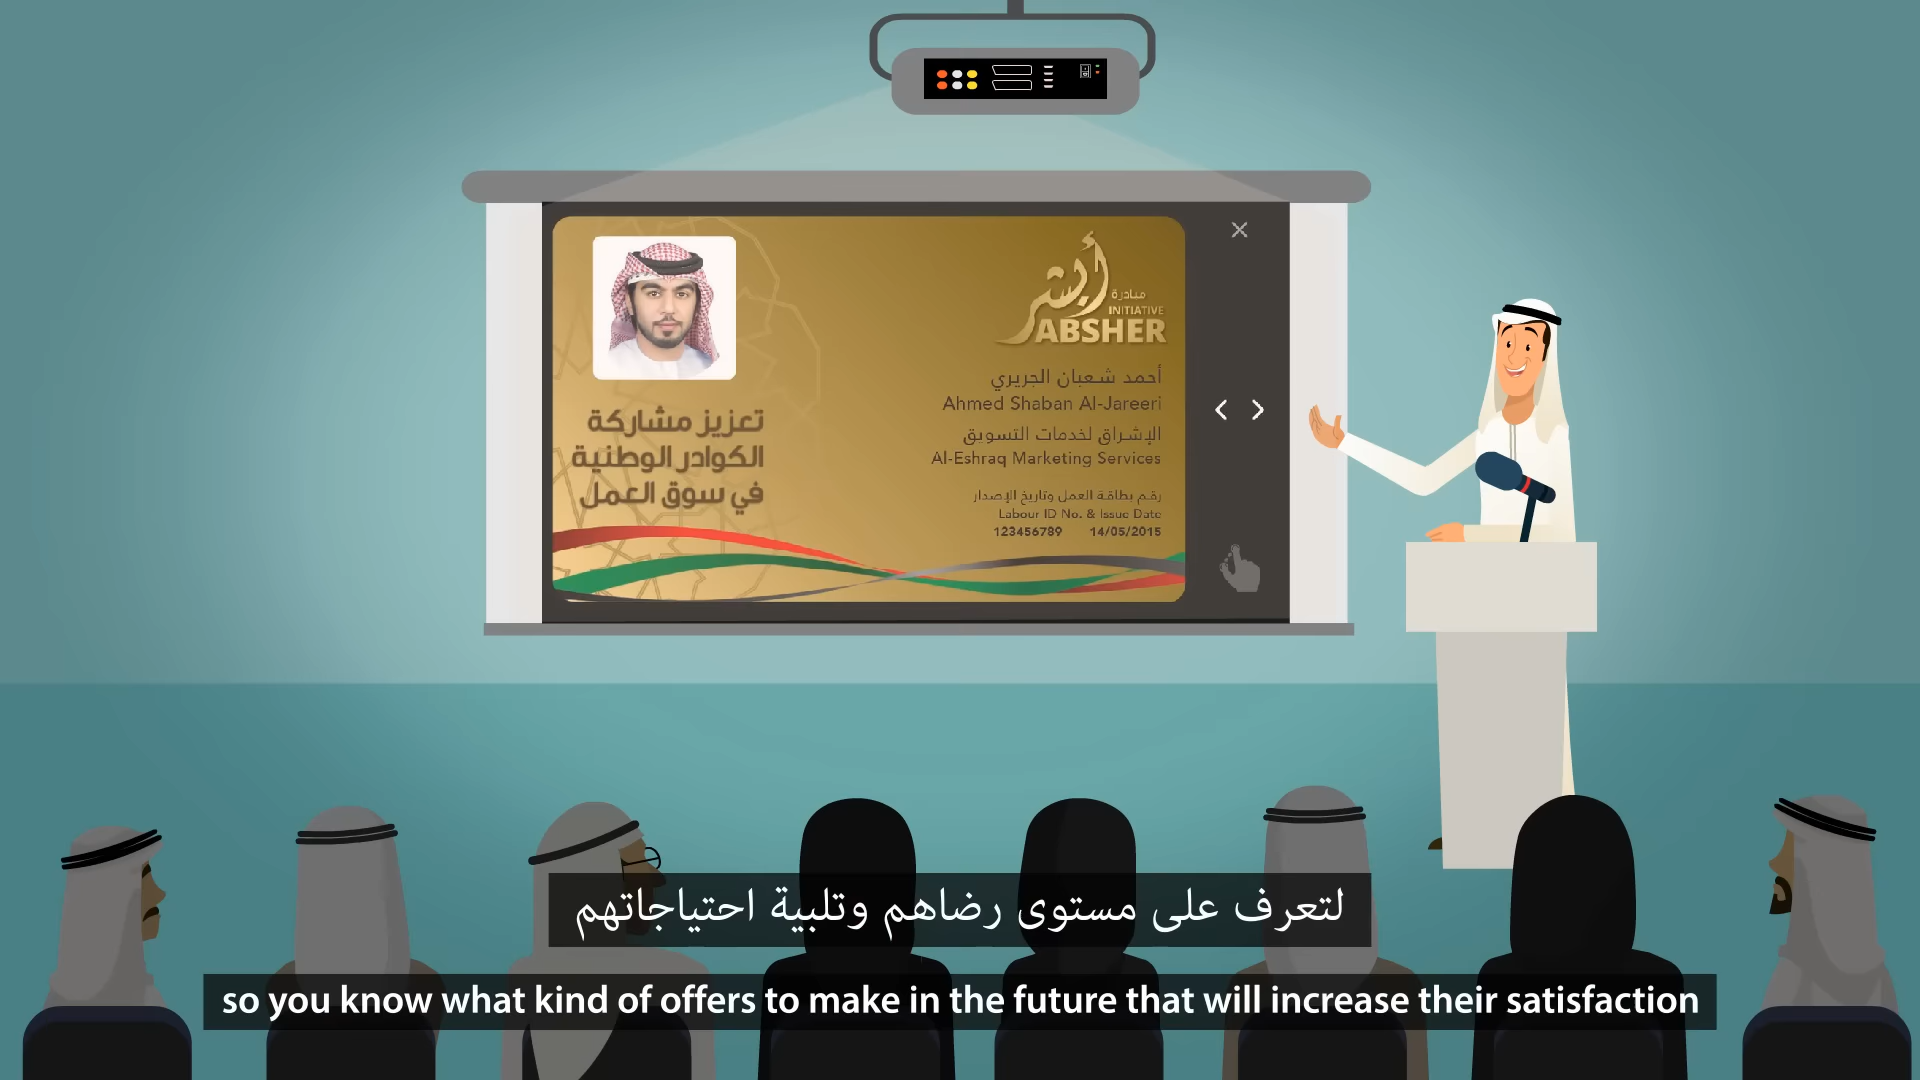 أبشر
مبادرة
INITIATIVE
ABSHER
أحمد شعبان الجريري
Ahmed Shaban Al-Jareeri
الإشراق لخدمات التسويق
Al-Eshraq Marketing Services
رقم بطاقة العمل وتاريخ الإصدار
Labour ID No. & Issue Date
123456789 14/05/2015
تعزيز مشاركة
الكوادر الوطنية
في سوق العمل
لتعرف على مستوى رضاهم وتلبية احتياجاتهم
so you know what kind of offers to make in the future that will increase their satisfaction